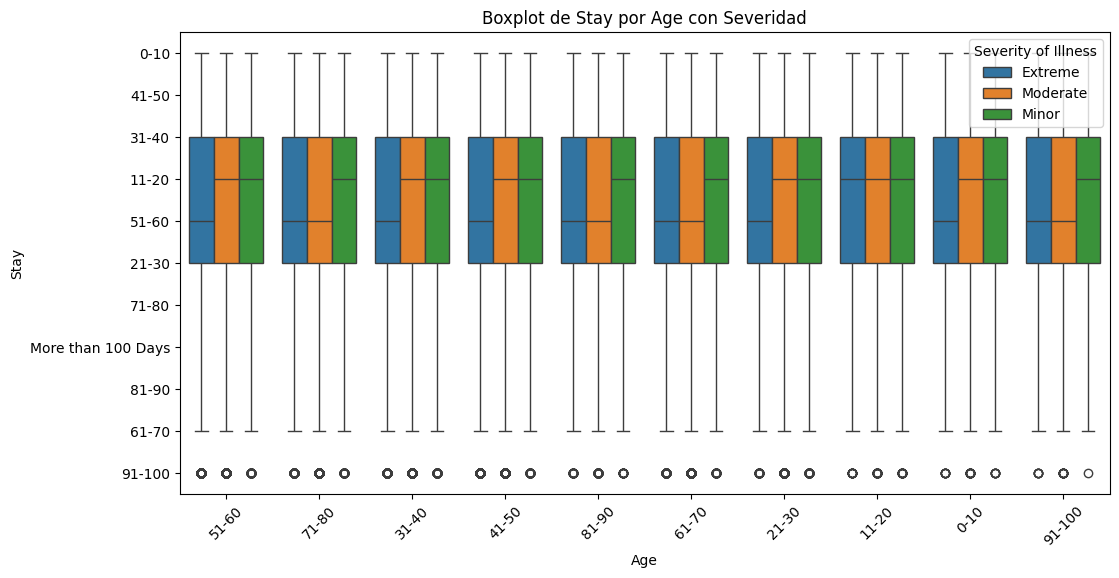 Boxplot de Stay por Age con Severidad
Severity of Illness
Extreme
Moderate
Minor
Stay
0-10
41-50
31-40
11-20
51-60
21-30
71-80
More than 100 Days
81-90
61-70
91-100
51-60
71-80
31-40
41-50
81-90
61-70
21-30
11-20
0-10
91-100
Age